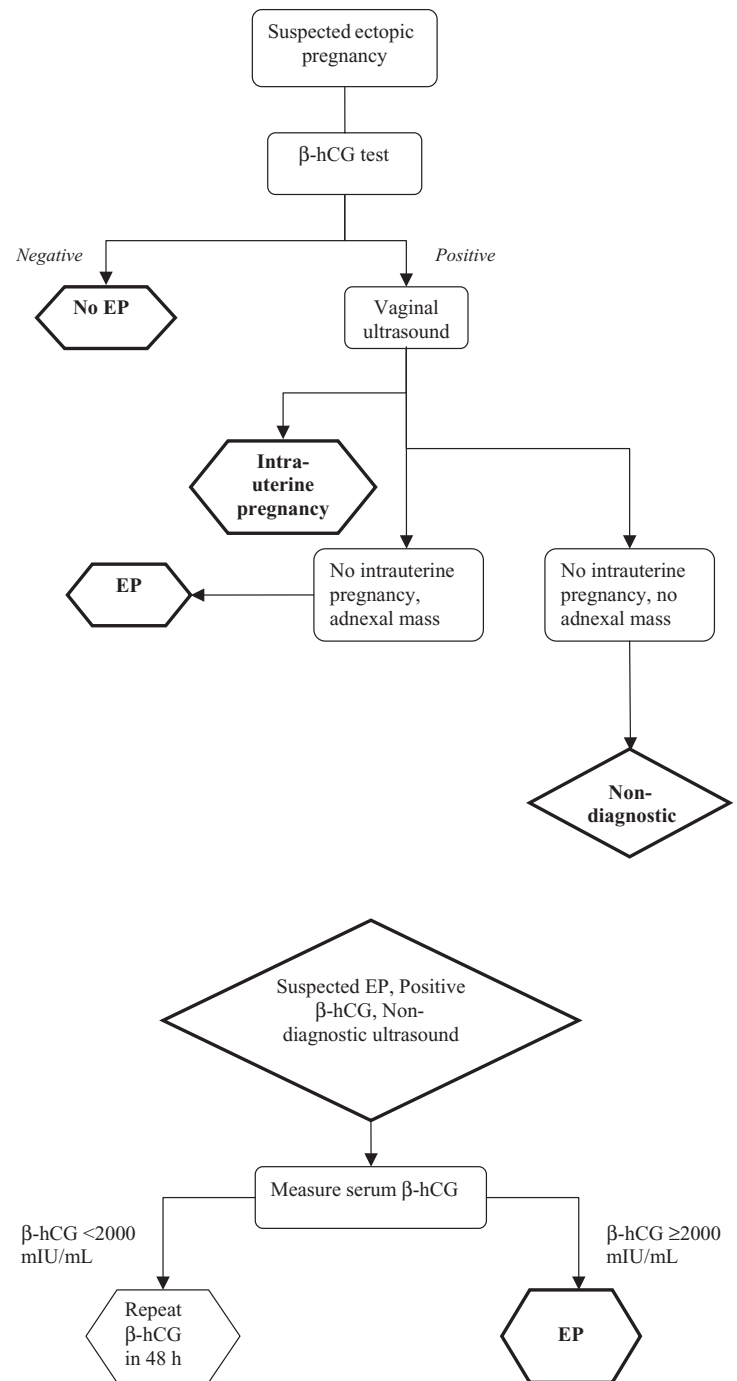 Suspected ectopic
pregnancy
β-hCG test
Negative
Positive
No EP
Vaginal
ultrasound
Intra-
uterine
pregnancy
EP
No intrauterine
pregnancy,
adnexal mass
No intrauterine
pregnancy, no
adnexal mass
Non-
diagnostic
Suspected EP, Positive
β-hCG, Non-
diagnostic ultrasound
Measure serum β-hCG
β-hCG <2000
mIU/mL
β-hCG ≥2000
mIU/mL
Repeat
β-hCG
in 48 h
EP